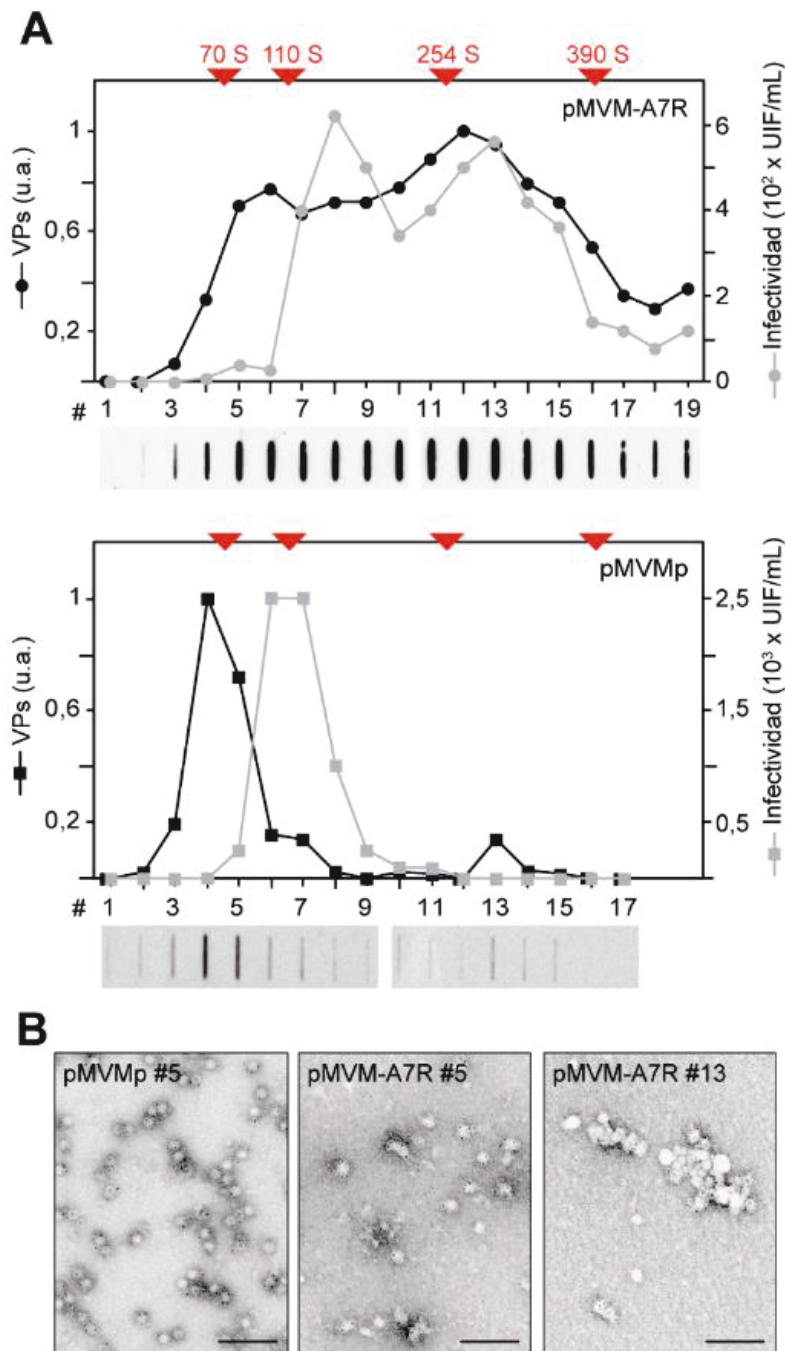 A
70 S 110 S 254 S 390 S
pMVM-A7R
VPs (u.a.)
1
0,6
0,2
Infectividad (10² x UIF/mL)
6
4
2
0
# 1 3 5 7 9 11 13 15 17 19
pMVMp
VPs (u.a.)
1
0,6
0,2
Infectividad (10³ x UIF/mL)
2,5
1,5
0,5
# 1 3 5 7 9 11 13 15 17
B
pMVMp #5 pMVM-A7R #5 pMVM-A7R #13